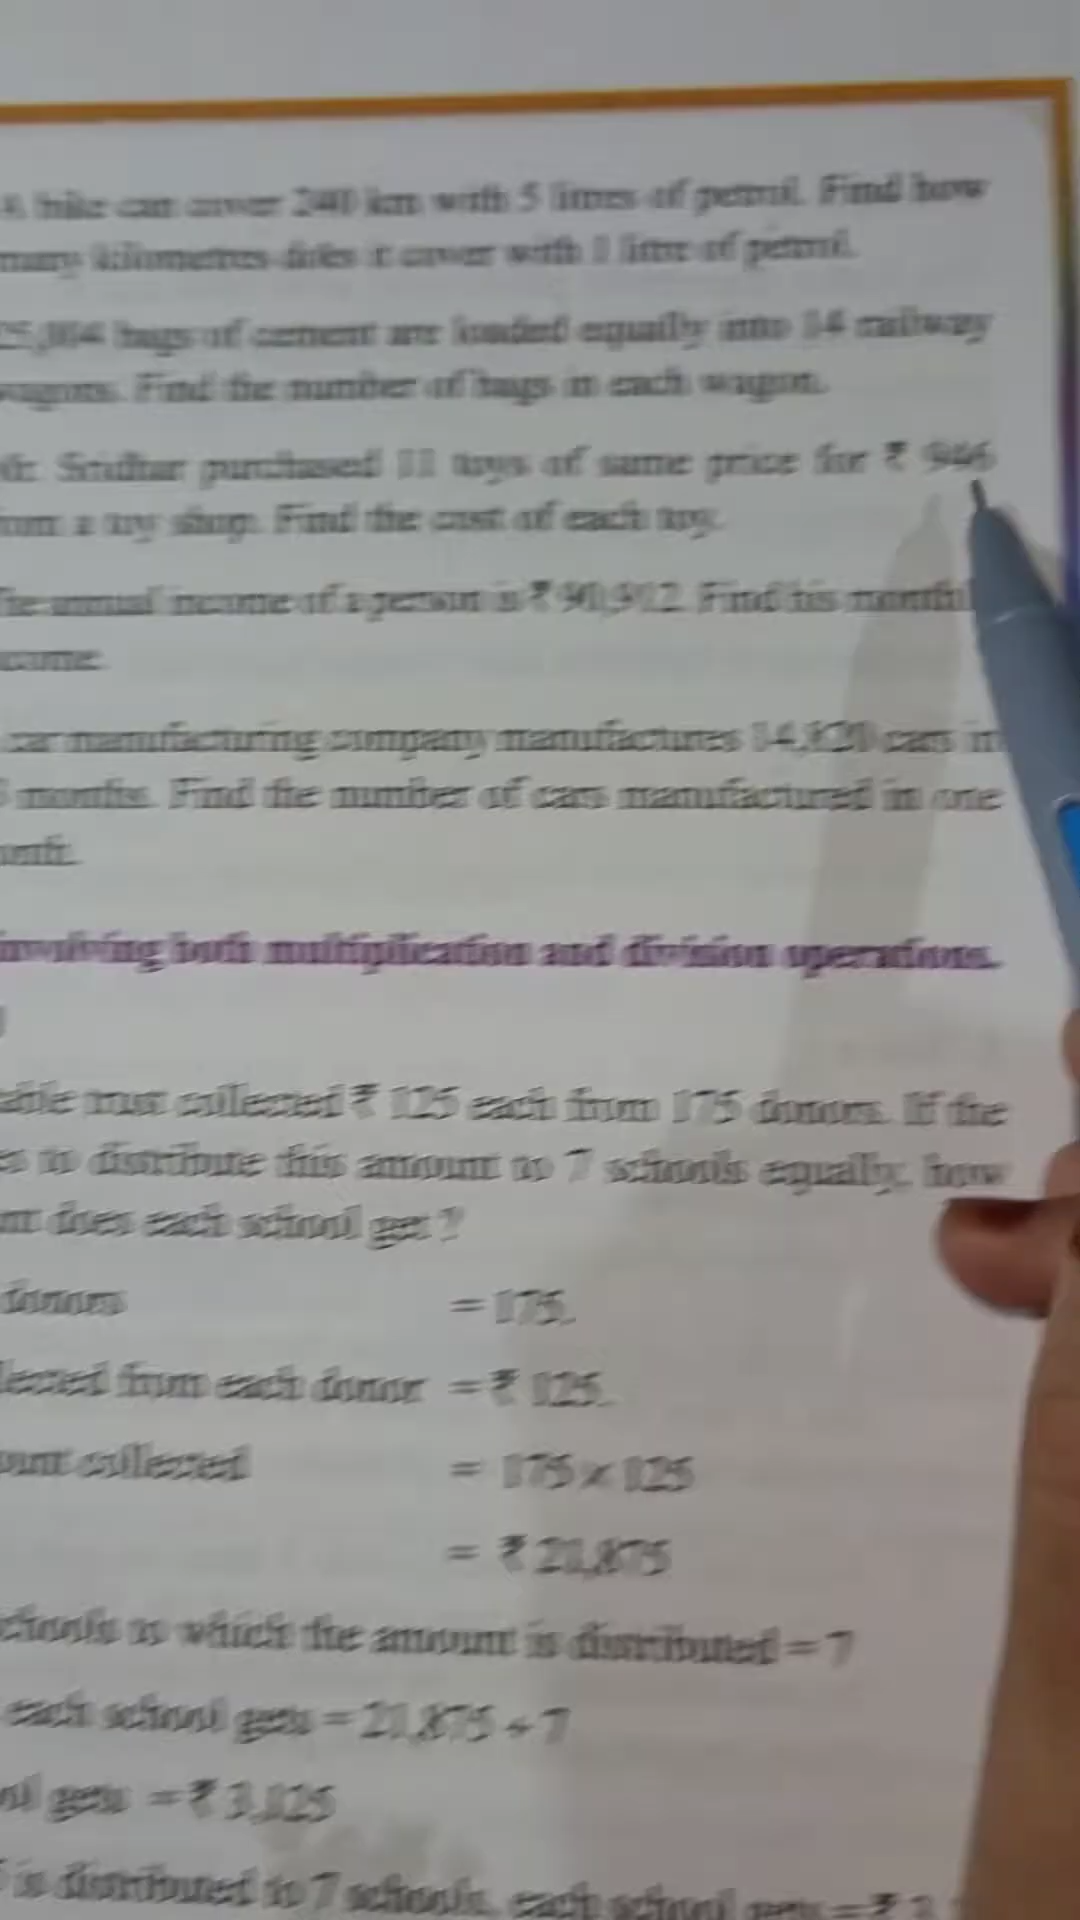 A bike can cover 240 km with 5 litres of petrol. Find how
many kilometres does it cover with 1 litre of petrol.
bags of cement are loaded equally into 14 railway
wagons. Find the number of bags in each wagon.
Sridhar purchased 11 toys of same price for ₹ 946
from a toy shop. Find the cost of each toy.
The annual income of a person is ₹ 90,912. Find his
car manufacturing company manufactures 14,820 cars in
months. Find the number of cars manufactured in one
involving both multiplication and division operations.
trust collected ₹ 125 each from 175 donors. If the
to distribute this amount to 7 schools equally, how
does each school get ?
donors = 175.
from each donor = ₹ 125.
collected = 175 × 125
= ₹ 21,875
to which the amount is distributed = 7
each school gets = 21,875 ÷ 7
gets = ₹ 3,125
is distributed to 7 schools, each school gets = ₹